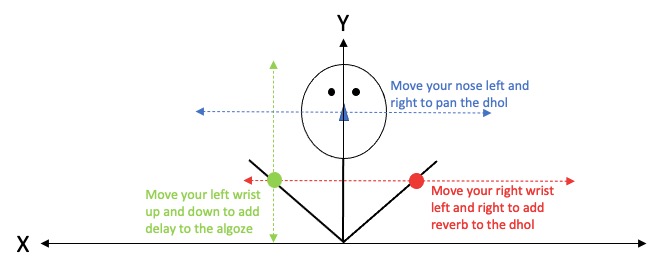 Y
Move your nose left and
right to pan the dhol
Move your left wrist
up and down to add
delay to the algoze
Move your right wrist
left and right to add
reverb to the dhol
X